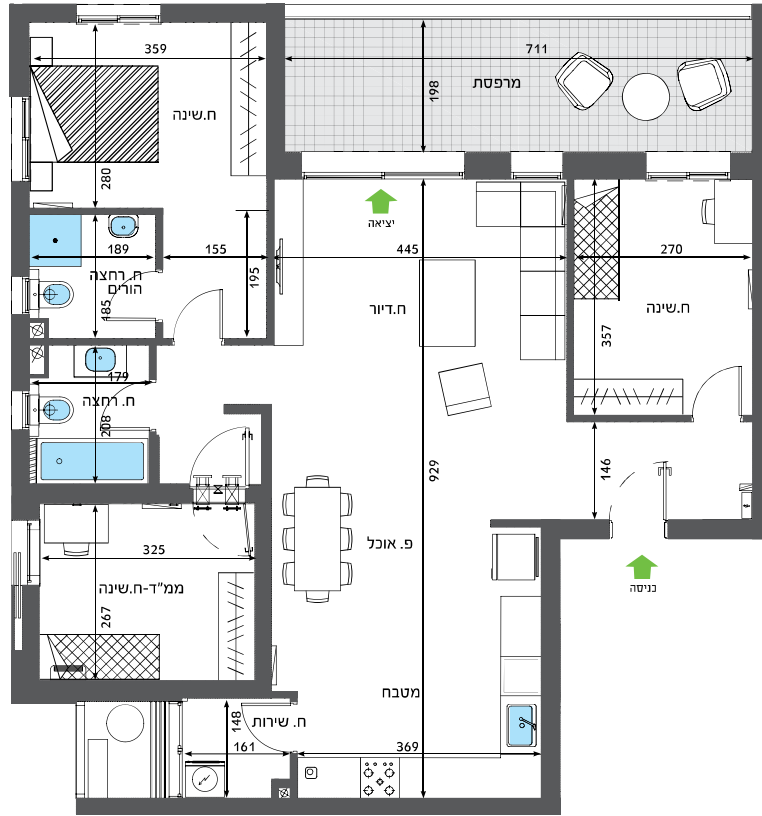 359
711
ח.שינה
198
מרפסת
280
יציאה
189
155
445
270
ח. רחצה
הורים
195
185
ח.דיור
ח.שינה
357
179
ח. רחצה
208
146
929
325
פ. אוכל
ממ"ד-ח.שינה
267
כניסה
מטבח
ח. שירות
148
161
369